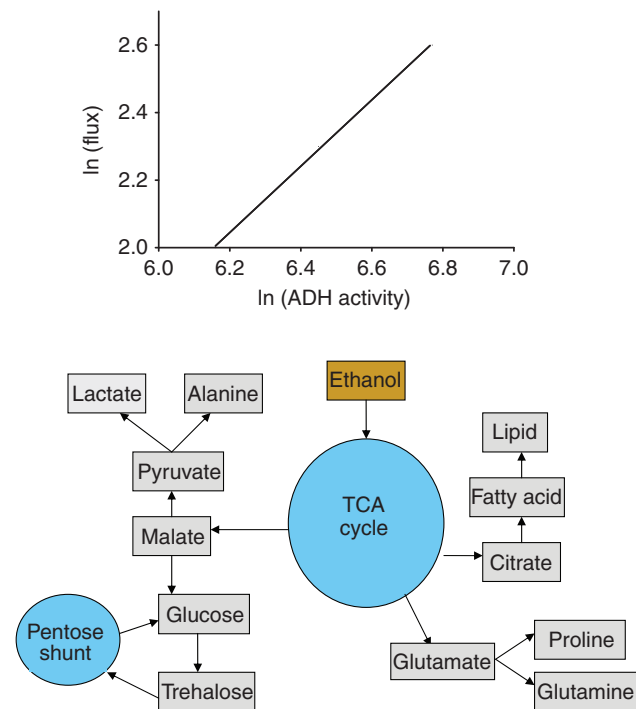 2.6
2.4
2.2
2.0
ln (flux)
6.0 6.2 6.4 6.6 6.8 7.0
ln (ADH activity)
Ethanol
Lactate
Alanine
Lipid
Pyruvate
TCA
cycle
Fatty acid
Malate
Citrate
Glucose
Pentose
shunt
Trehalose
Glutamate
Proline
Glutamine